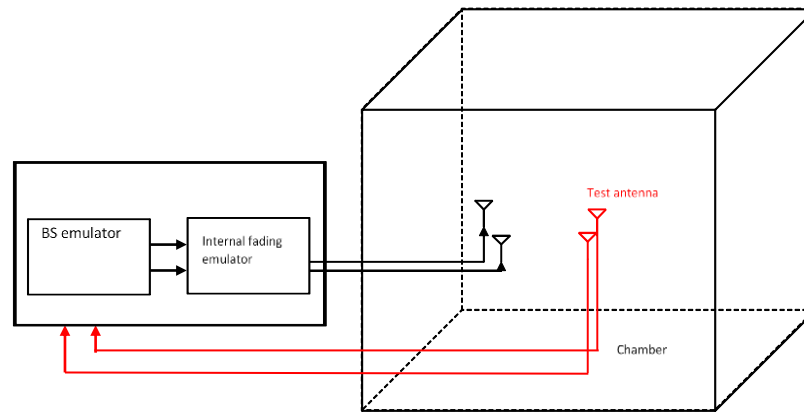 Test antenna
BS emulator
Internal fading
emulator
Chamber